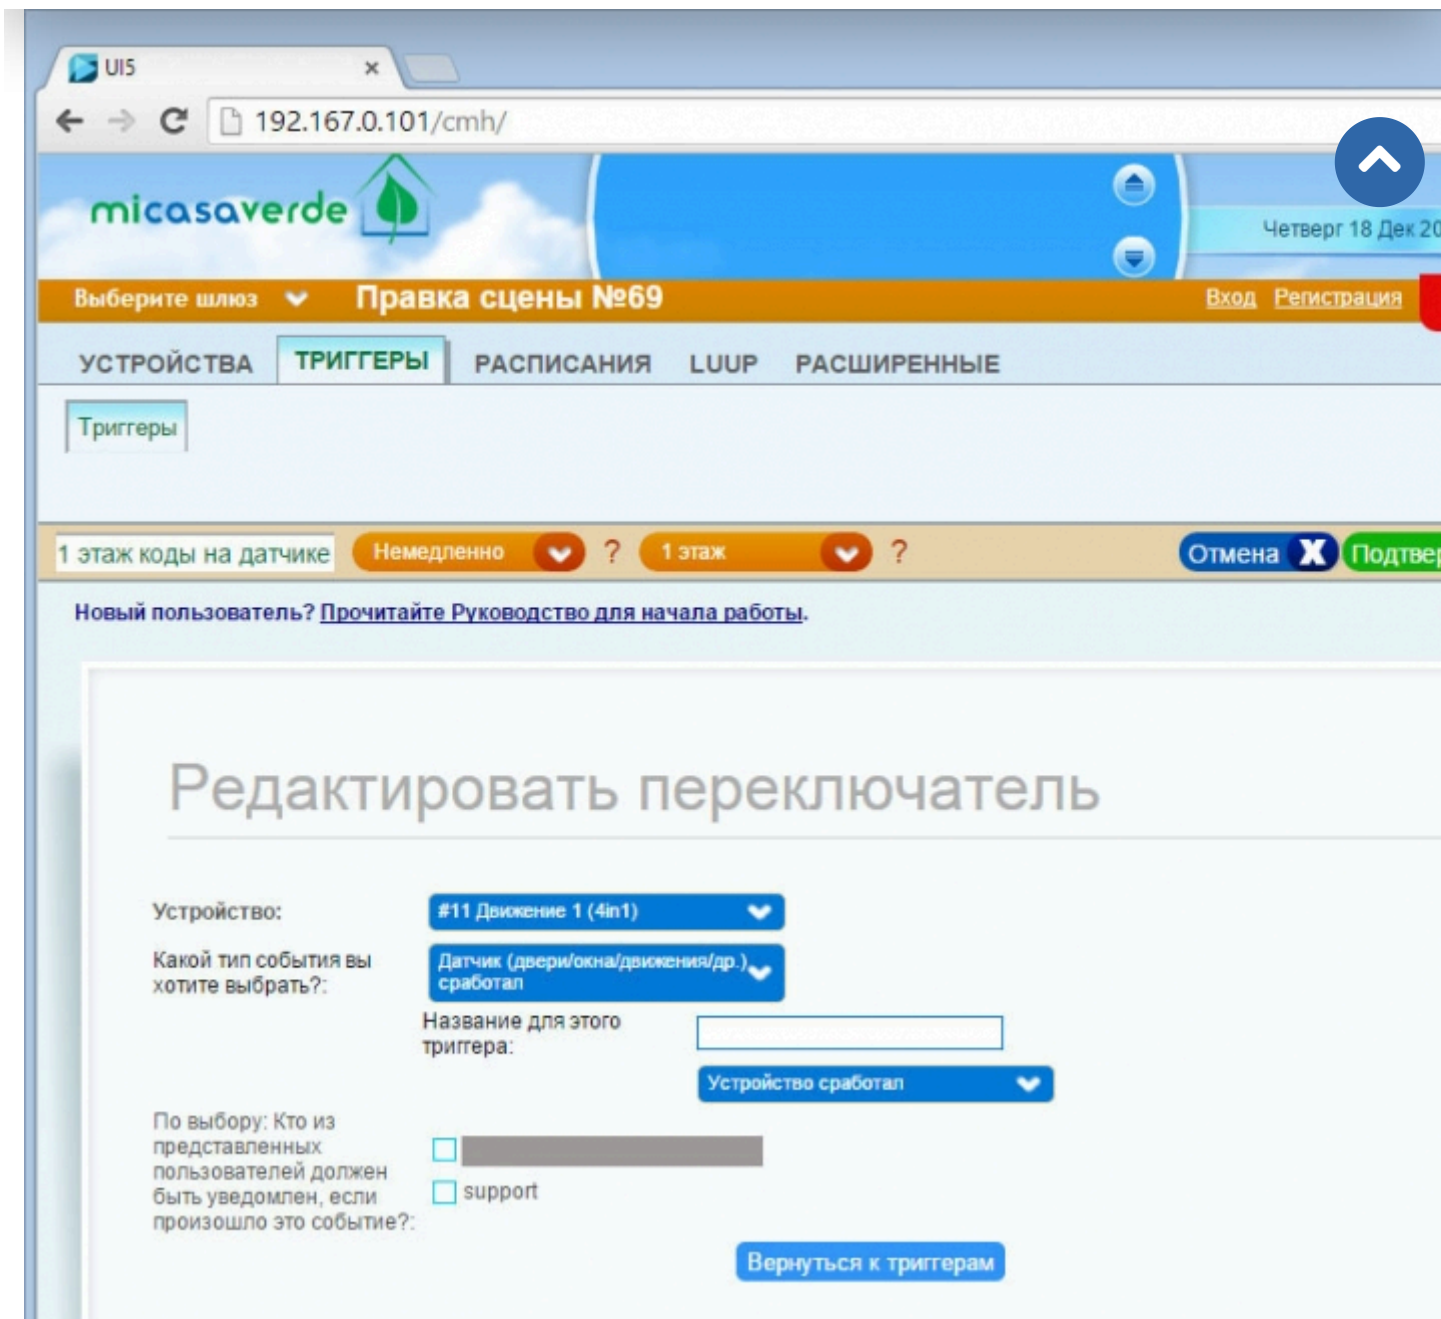 UI5
192.167.0.101/cmh/
micasaverde
Четверг 18 Дек 20
Выберите шлюз Правка сцены №69 Вход Регистрация
УСТРОЙСТВА ТРИГГЕРЫ РАСПИСАНИЯ LUUP РАСШИРЕННЫЕ
Триггеры
1 этаж коды на датчике Немедленно ? 1 этаж ? Отмена X Подтвер
Новый пользователь? Прочитайте Руководство для начала работы.
Редактировать переключатель
Устройство: #11 Движение 1 (4in1)
Какой тип события вы
хотите выбрать?:
Датчик (двери/окна/движения/др.)
сработал
Название для этого
триггера:
Устройство сработал
По выбору: Кто из
представленных
пользователей должен
быть уведомлен, если
произошло это событие?:
support
Вернуться к триггерам